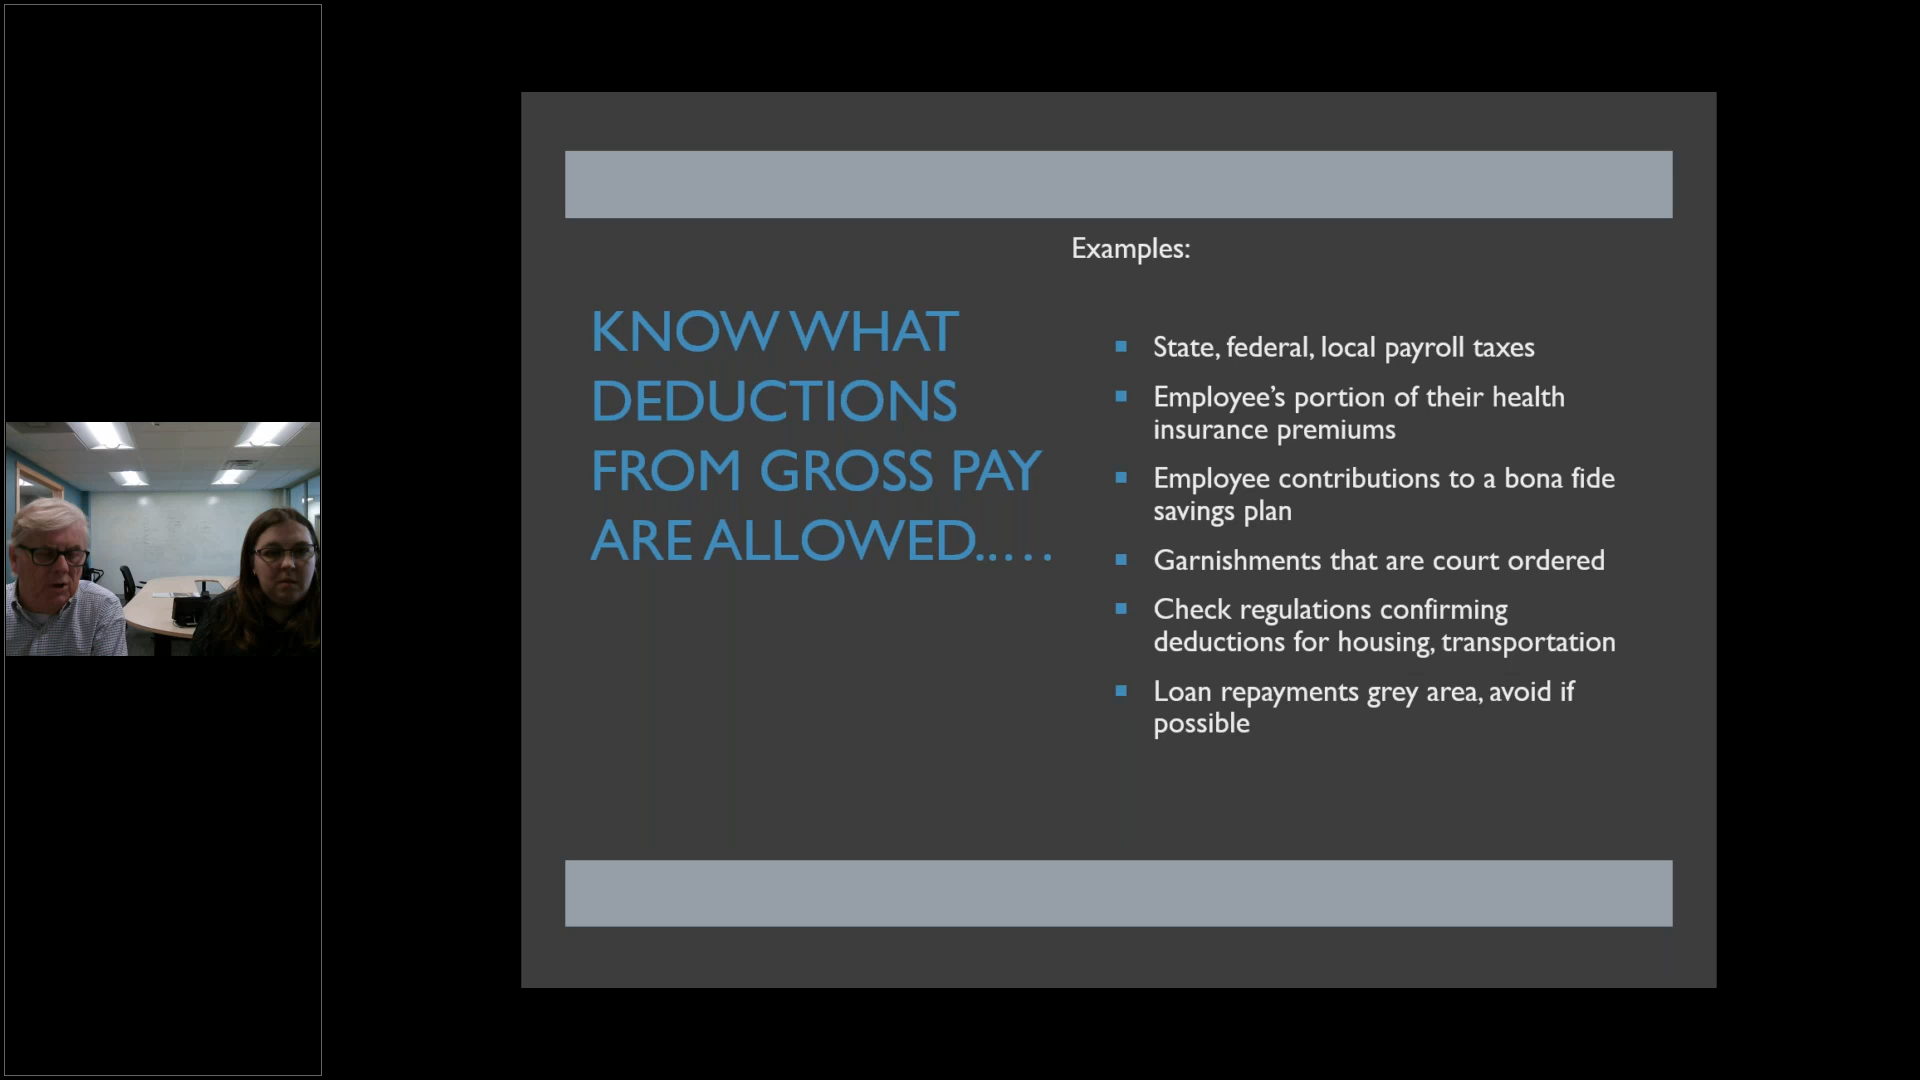 Examples:
KNOW WHAT
DEDUCTIONS
FROM GROSS PAY
ARE ALLOWED.....
State, federal, local payroll taxes
Employee’s portion of their health
insurance premiums
Employee contributions to a bona fide
savings plan
Garnishments that are court ordered
Check regulations confirming
deductions for housing, transportation
Loan repayments grey area, avoid if
possible